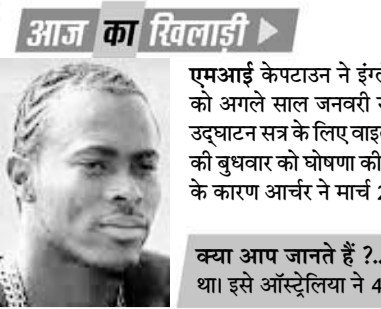 आज का खिलाड़ी
एमआई केपटाउन ने
को अगले साल जनवरी
उद्घाटन सत्र के लिए
की बुधवार को घोषणा की
के कारण आर्चर ने मार्च
क्या आप जानते हैं ?..
था। इसे ऑस्ट्रेलिया ने 4